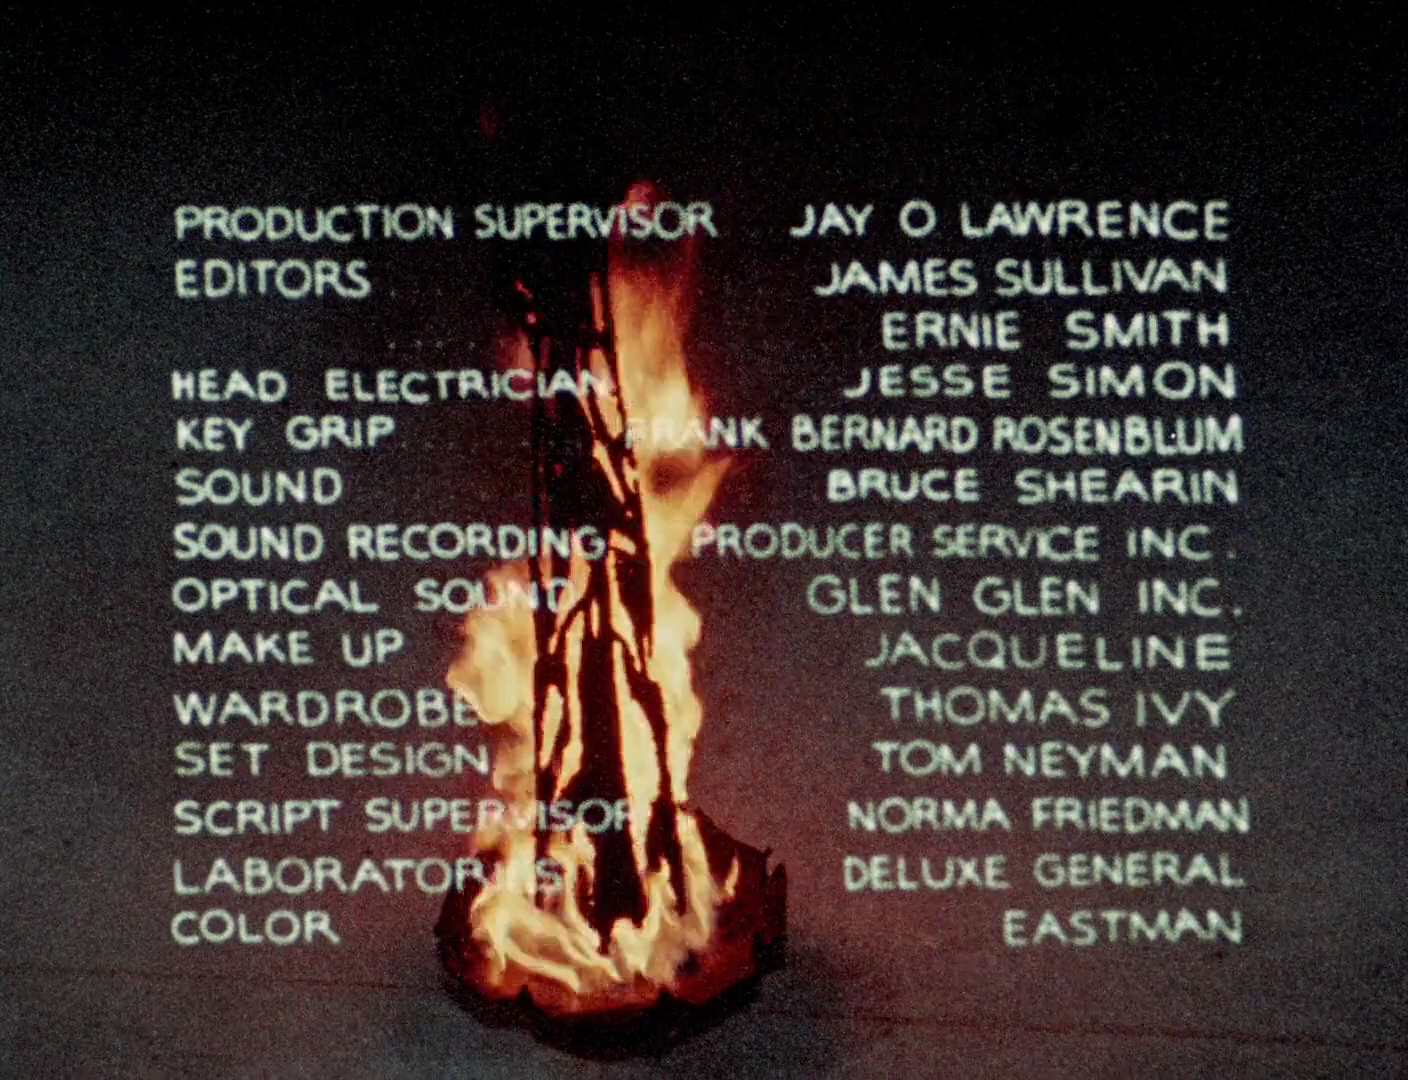 PRODUCTION SUPERVISOR JAY O LAWRENCE
EDITORS JAMES SULLIVAN
ERNIE SMITH
HEAD ELECTRICIAN JESSE SIMON
KEY GRIP FRANK BERNARD ROSENBLUM
SOUND BRUCE SHEARIN
SOUND RECORDING PRODUCER SERVICE INC.
OPTICAL SOUND GLEN GLEN INC.
MAKE UP JACQUELINE
WARDROBE THOMAS IVY
SET DESIGN TOM NEYMAN
SCRIPT SUPERVISOR NORMA FRIEDMAN
LABORATORIES DELUXE GENERAL
COLOR EASTMAN